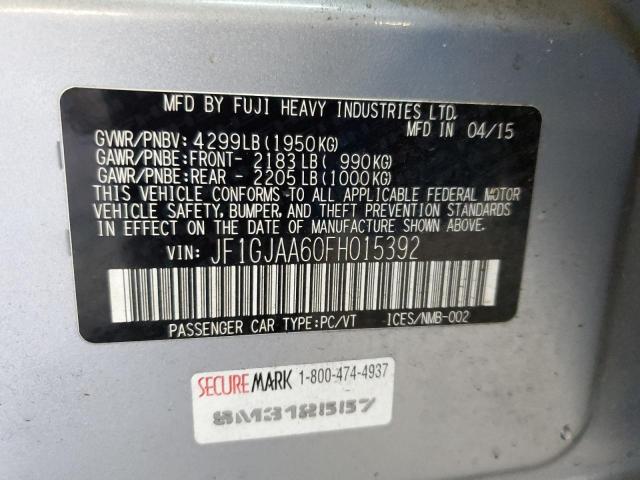 MFD BY FUJI HEAVY INDUSTRIES LTD.
MFD IN 04/15
GVWR/PNBV: 4299LB(1950KG)
GAWR/PNBE:FRONT- 2183LB( 990KG)
GAWR/PNBE:REAR - 2205LB(1000KG)
THIS VEHICLE CONFORMS TO ALL APPLICABLE FEDERAL MOTOR
VEHICLE SAFETY, BUMPER, AND THEFT PREVENTION STANDARDS
IN EFFECT ON THE DATE OF MANUFACTURE SHOWN ABOVE.
VIN: JF1GJAA60FH015392
PASSENGER CAR TYPE:PC/VT ICES/NMB-002
SECUREMARK 1-800-474-4937
SM318557